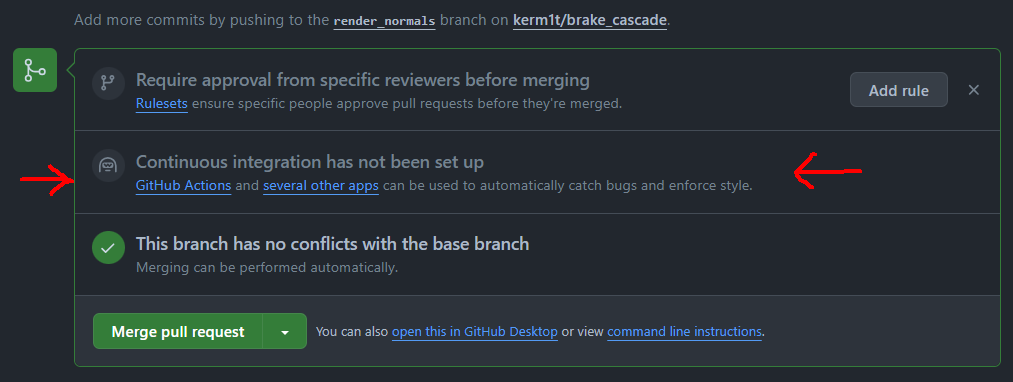 Add more commits by pushing to the render_normals branch on kerm1t/brake_cascade.
Require approval from specific reviewers before merging
Rulesets ensure specific people approve pull requests before they're merged.
Add rule
Continuous integration has not been set up
GitHub Actions and several other apps can be used to automatically catch bugs and enforce style.
This branch has no conflicts with the base branch
Merging can be performed automatically.
Merge pull request
You can also open this in GitHub Desktop or view command line instructions.